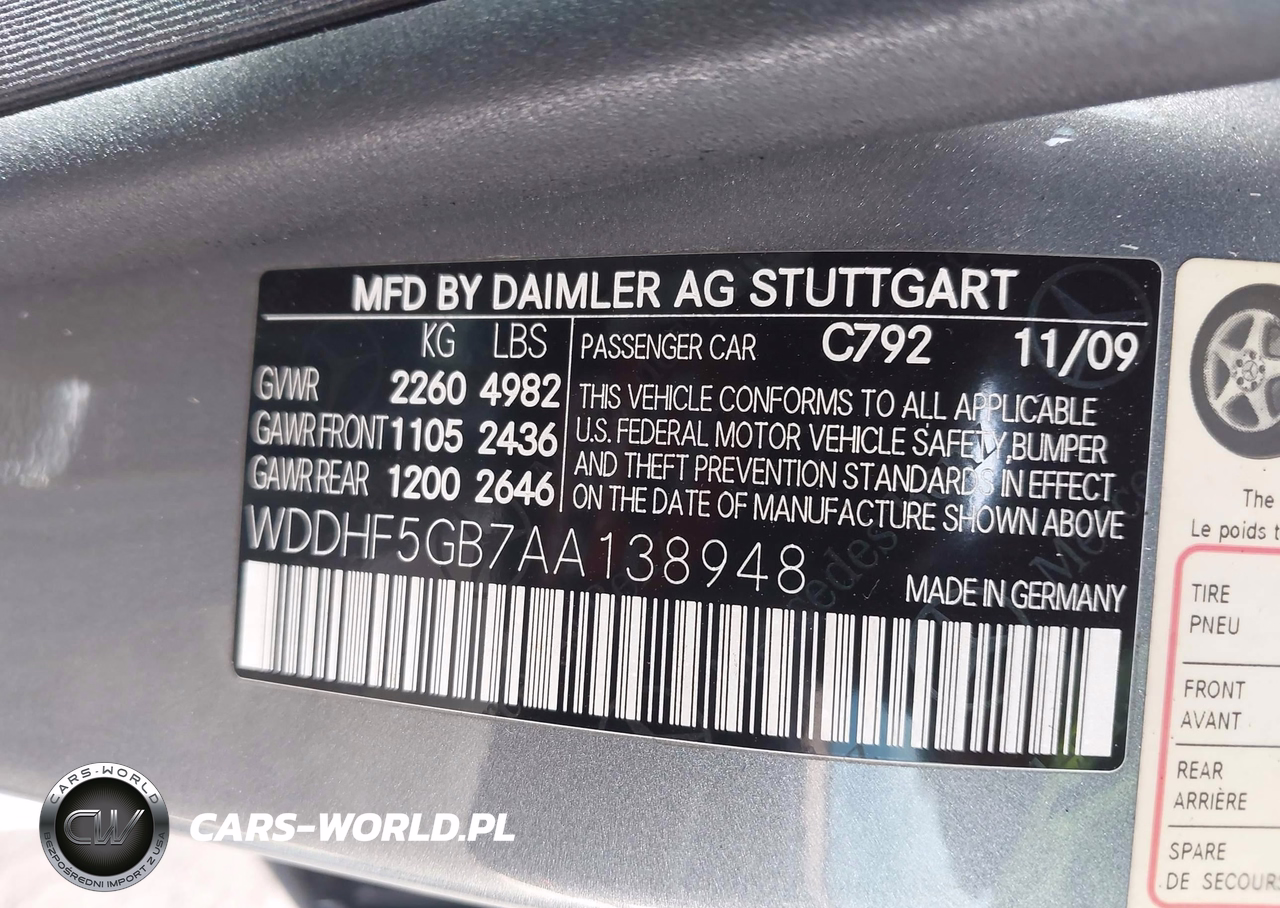 MFD BY DAIMLER AG STUTTGART
KG LBS
GVWR 2260 4982
GAWR FRONT 1105 2436
GAWR REAR 1200 2646
PASSENGER CAR C792 11/09
THIS VEHICLE CONFORMS TO ALL APPLICABLE
U.S. FEDERAL MOTOR VEHICLE SAFETY, BUMPER
AND THEFT PREVENTION STANDARDS IN EFFECT
ON THE DATE OF MANUFACTURE SHOWN ABOVE
WDDHF5GB7AA138948
MADE IN GERMANY
The
Le poids t
TIRE
PNEU
FRONT
AVANT
REAR
ARRIÈRE
SPARE
DE SECOURS
CARS-WORLD
CW
BEZPOŚREDNI IMPORT Z USA
CARS-WORLD.PL